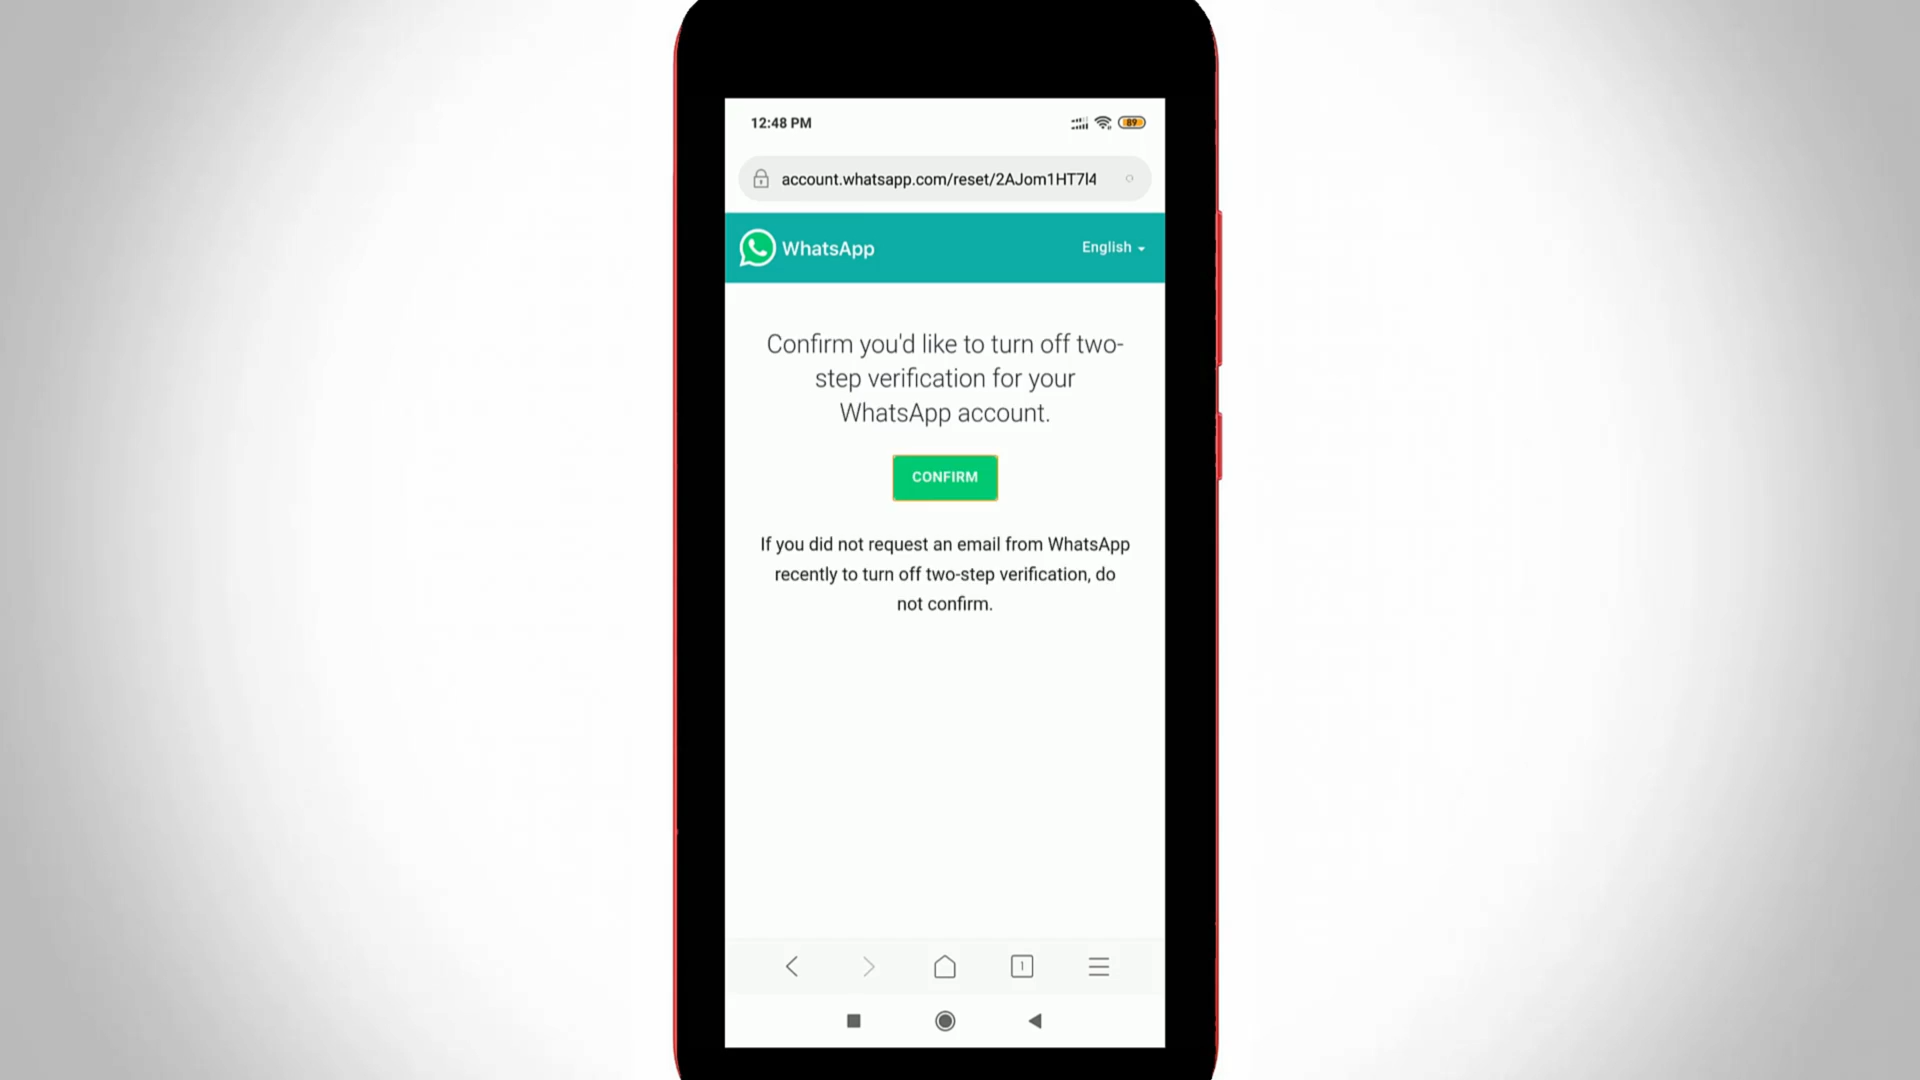 12:48 PM
89
account.whatsapp.com/reset/2AJom1HT7l4
WhatsApp
English
Confirm you'd like to turn off two-
step verification for your
WhatsApp account.
CONFIRM
If you did not request an email from WhatsApp
recently to turn off two-step verification, do
not confirm.
1